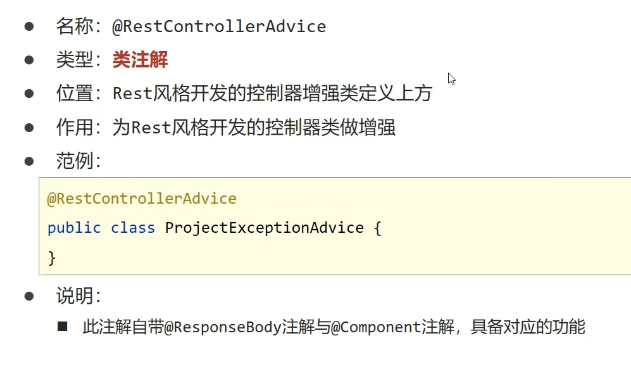 名称：@RestControllerAdvice
类型：类注解
位置：Rest风格开发的控制器增强类定义上方
作用：为Rest风格开发的控制器类做增强
范例：
@RestControllerAdvice
public class ProjectExceptionAdvice {
}
说明：
此注解自带@ResponseBody注解与@Component注解，具备对应的功能